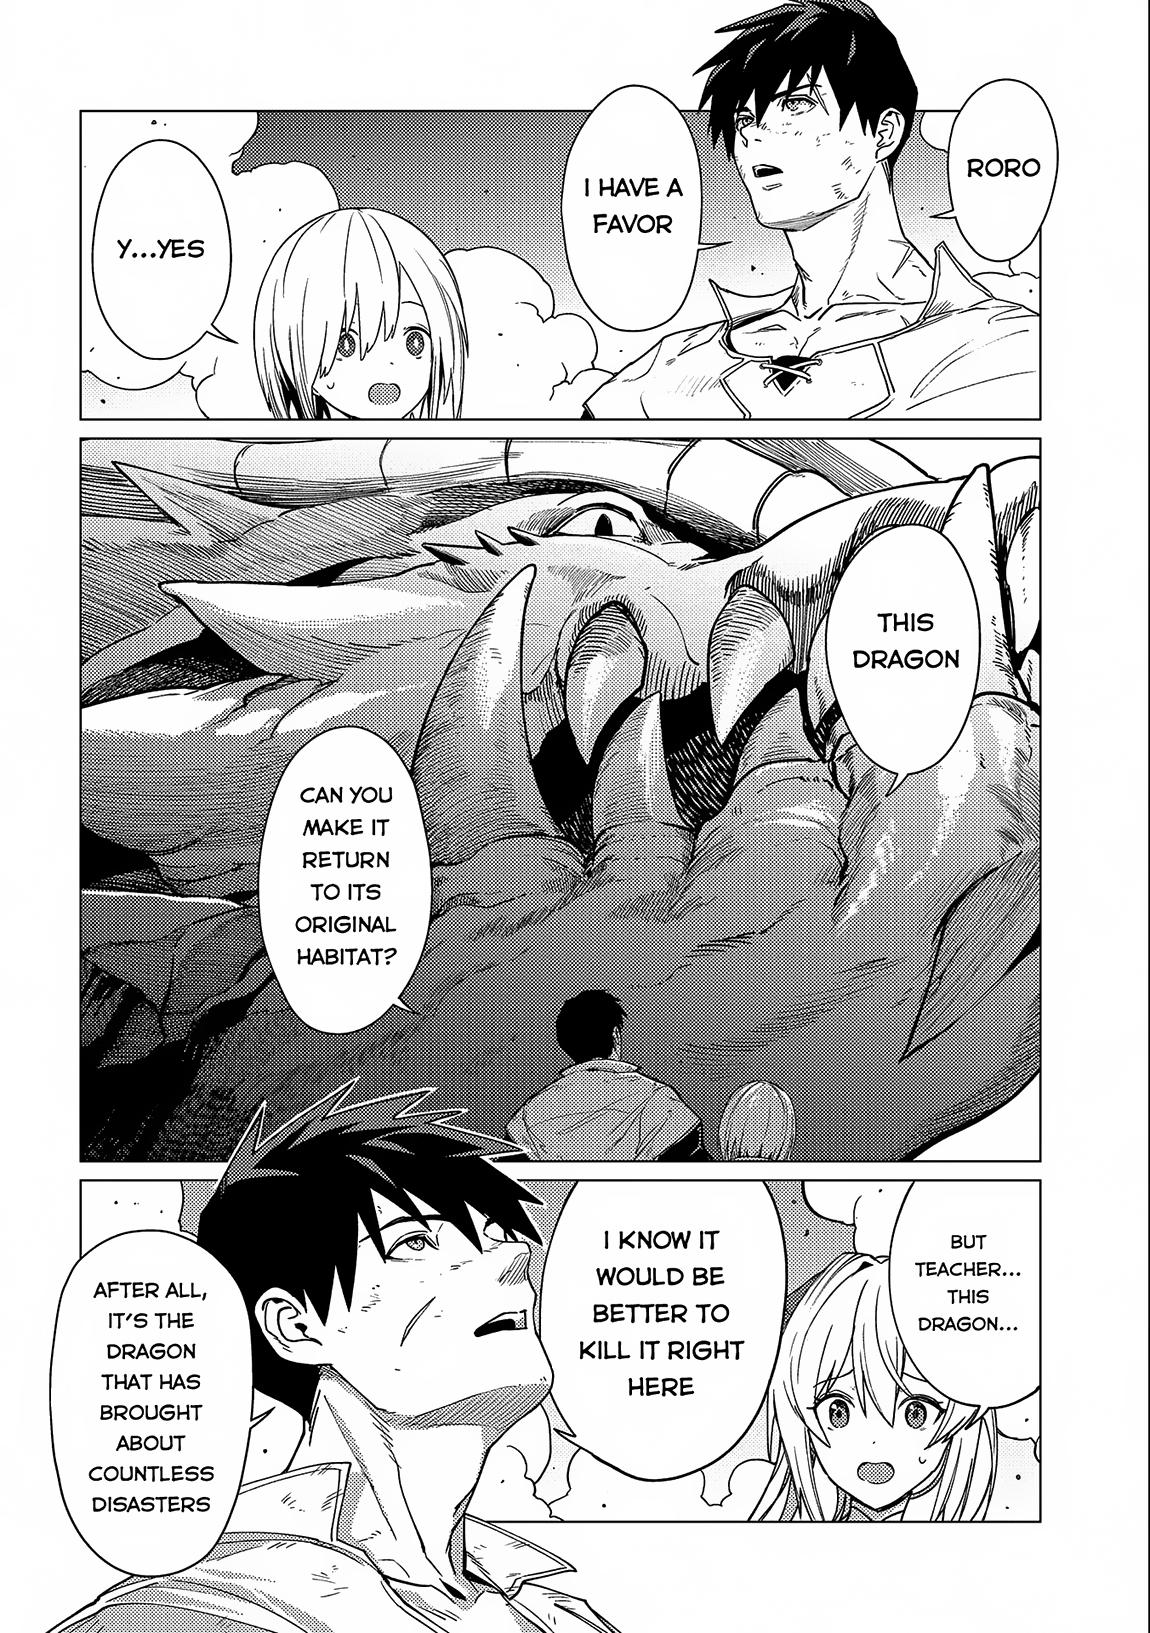 RORO
I HAVE A
FAVOR
Y...YES
THIS
DRAGON
CAN YOU
MAKE IT
RETURN
TO ITS
ORIGINAL
HABITAT?
BUT
TEACHER...
THIS
DRAGON...
I KNOW IT
WOULD BE
BETTER TO
KILL IT RIGHT
HERE
AFTER ALL,
IT'S THE
DRAGON
THAT HAS
BROUGHT
ABOUT
COUNTLESS
DISASTERS